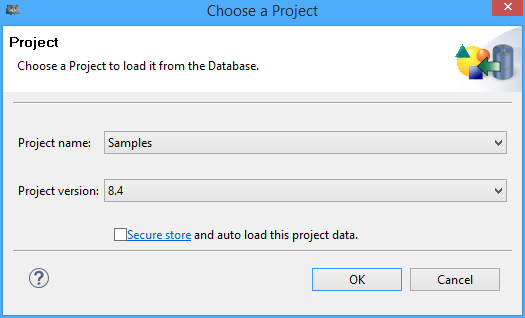 Choose a Project
Project
Choose a Project to load it from the Database.
Project name: Samples
Project version: 8.4
Secure store and auto load this project data.
? OK Cancel